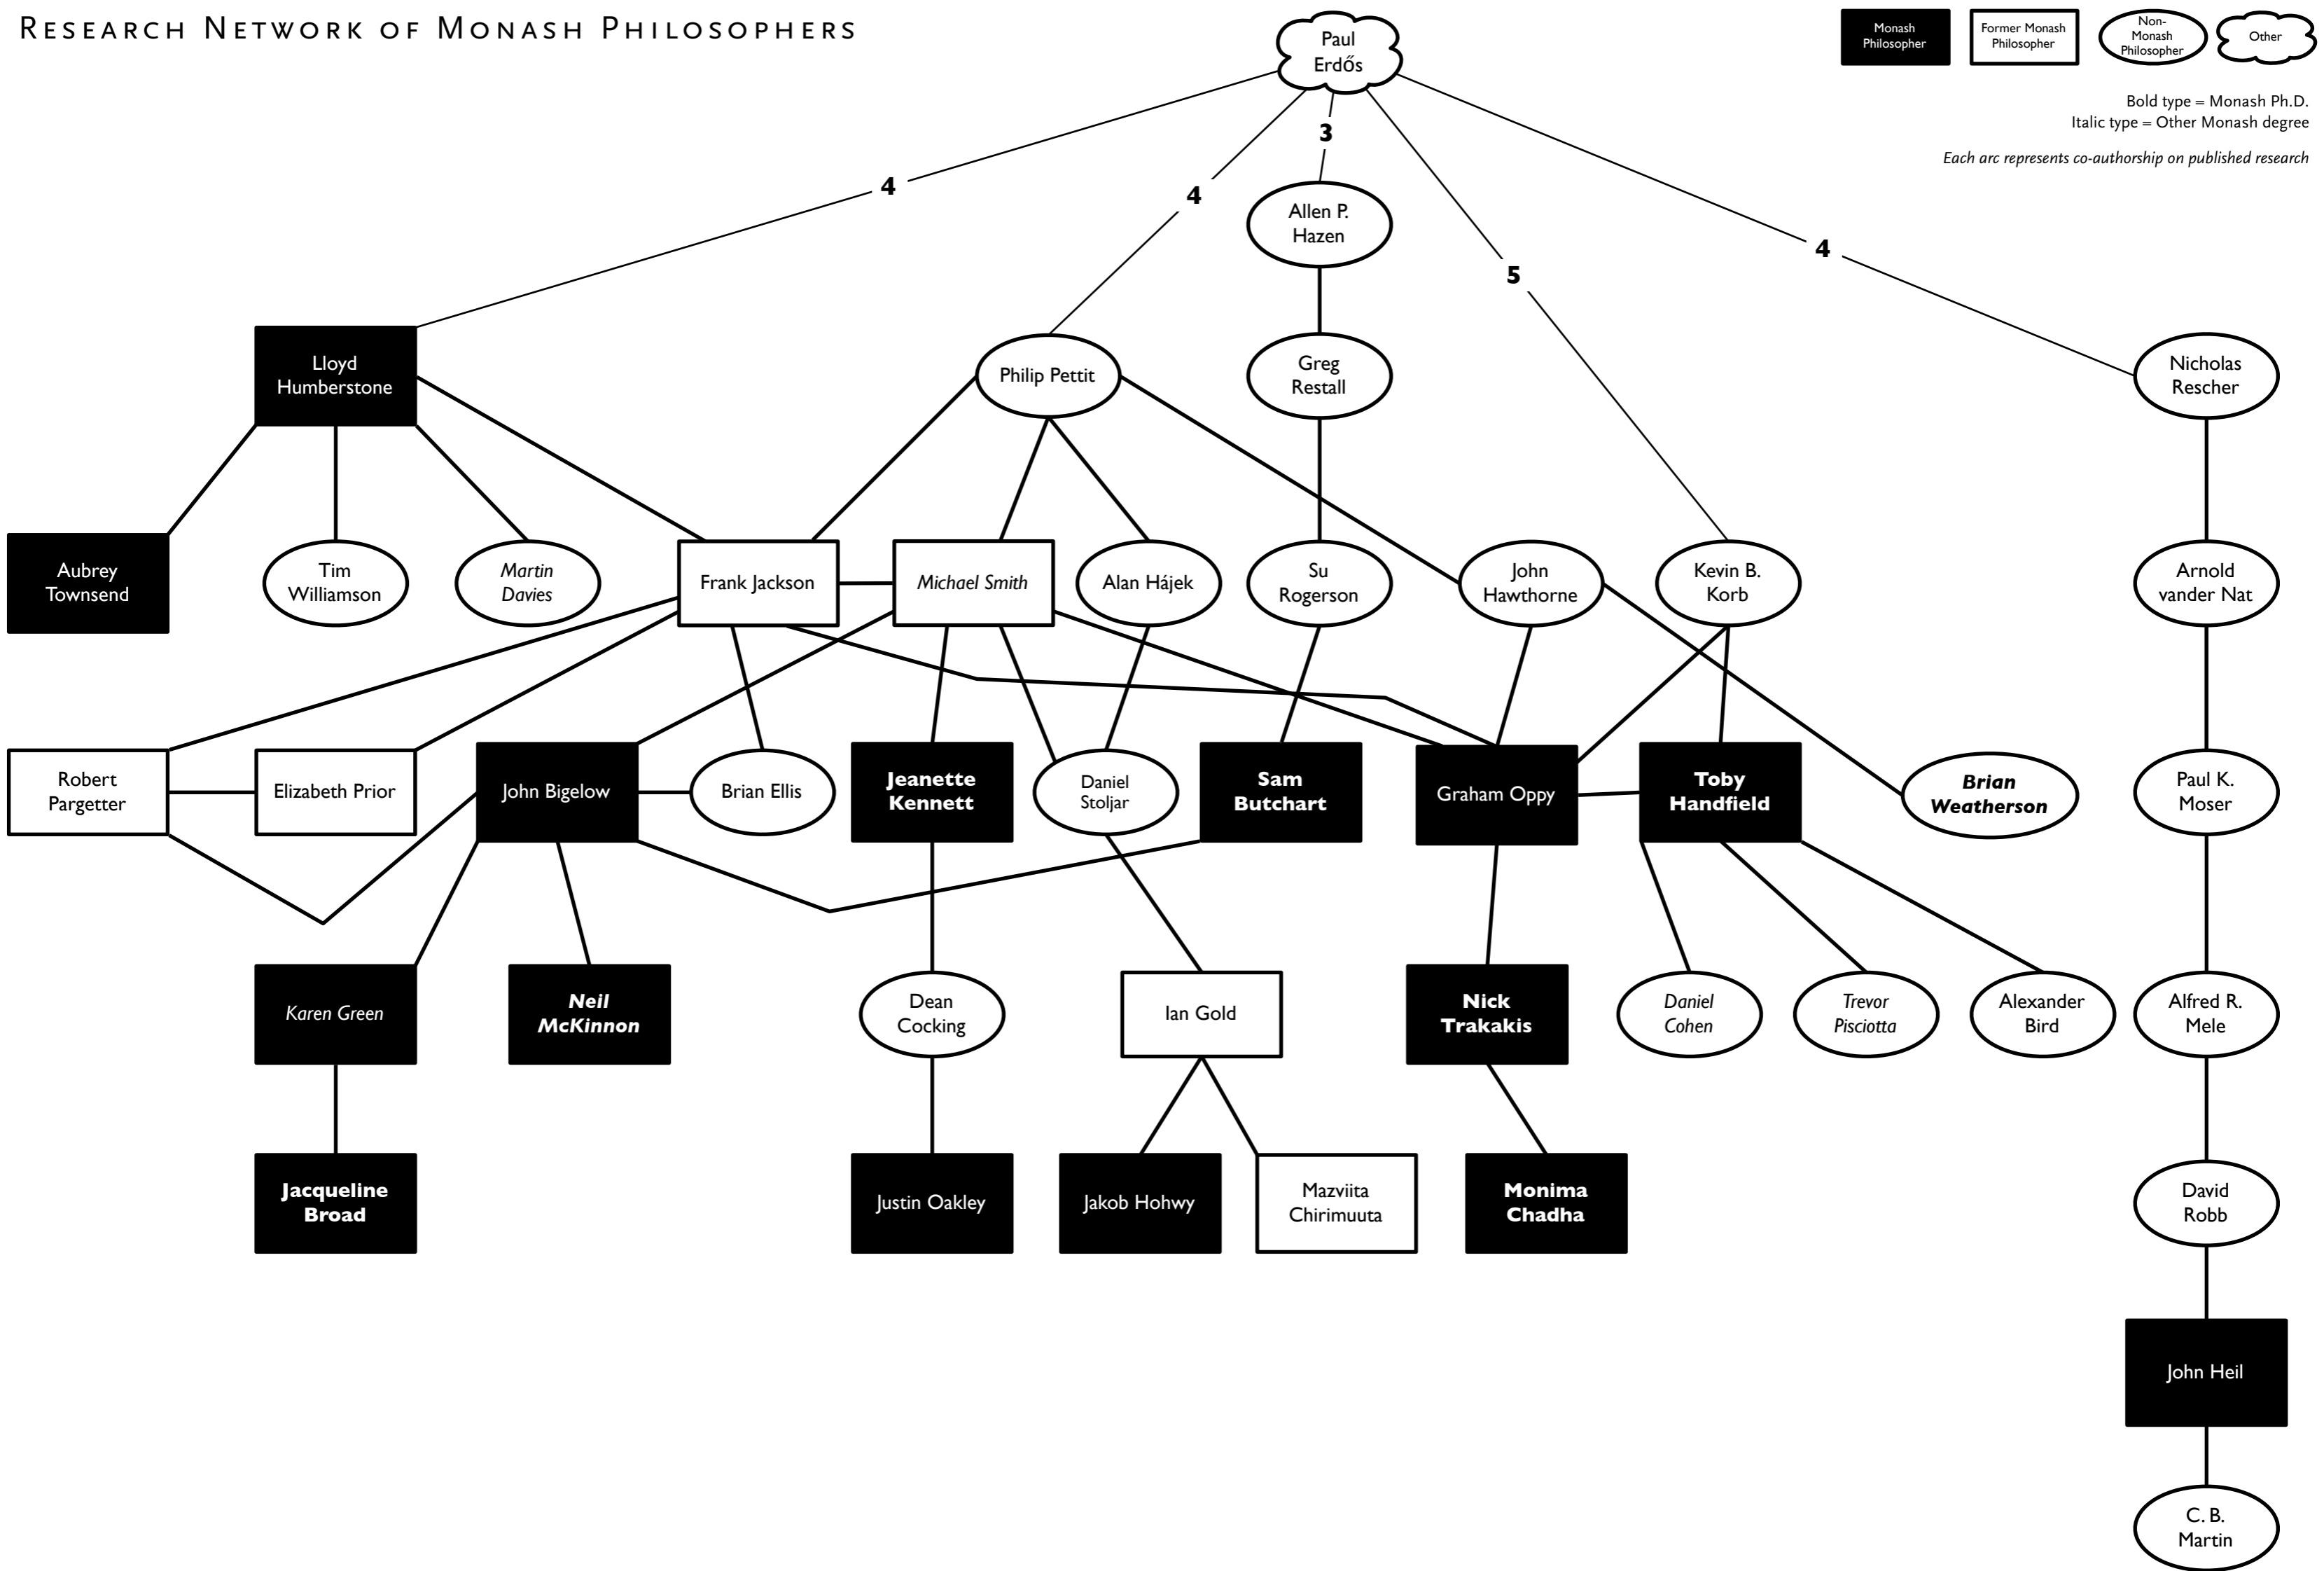 Research Network of Monash Philosophers
Paul
Erdős
Monash
Philosopher
Former Monash
Philosopher
Non-
Monash
Philosopher
Other
Bold type = Monash Ph.D.
Italic type = Other Monash degree
Each arc represents co-authorship on published research
4
4
3
5
4
Allen P.
Hazen
Lloyd
Humberstone
Philip Pettit
Greg
Restall
Nicholas
Rescher
Aubrey
Townsend
Tim
Williamson
Martin
Davies
Frank Jackson
Michael Smith
Alan Hájek
Su
Rogerson
John
Hawthorne
Kevin B.
Korb
Arnold
vander Nat
Robert
Pargetter
Elizabeth Prior
John Bigelow
Brian Ellis
Jeanette
Kennett
Daniel
Stoljar
Sam
Butchart
Graham Oppy
Toby
Handfield
Brian
Weatherson
Paul K.
Moser
Karen Green
Neil
McKinnon
Dean
Cocking
Ian Gold
Nick
Trakakis
Daniel
Cohen
Trevor
Pisciotta
Alexander
Bird
Alfred R.
Mele
Jacqueline
Broad
Justin Oakley
Jakob Hohwy
Mazviita
Chirimuuta
Monima
Chadha
David
Robb
John Heil
C. B.
Martin